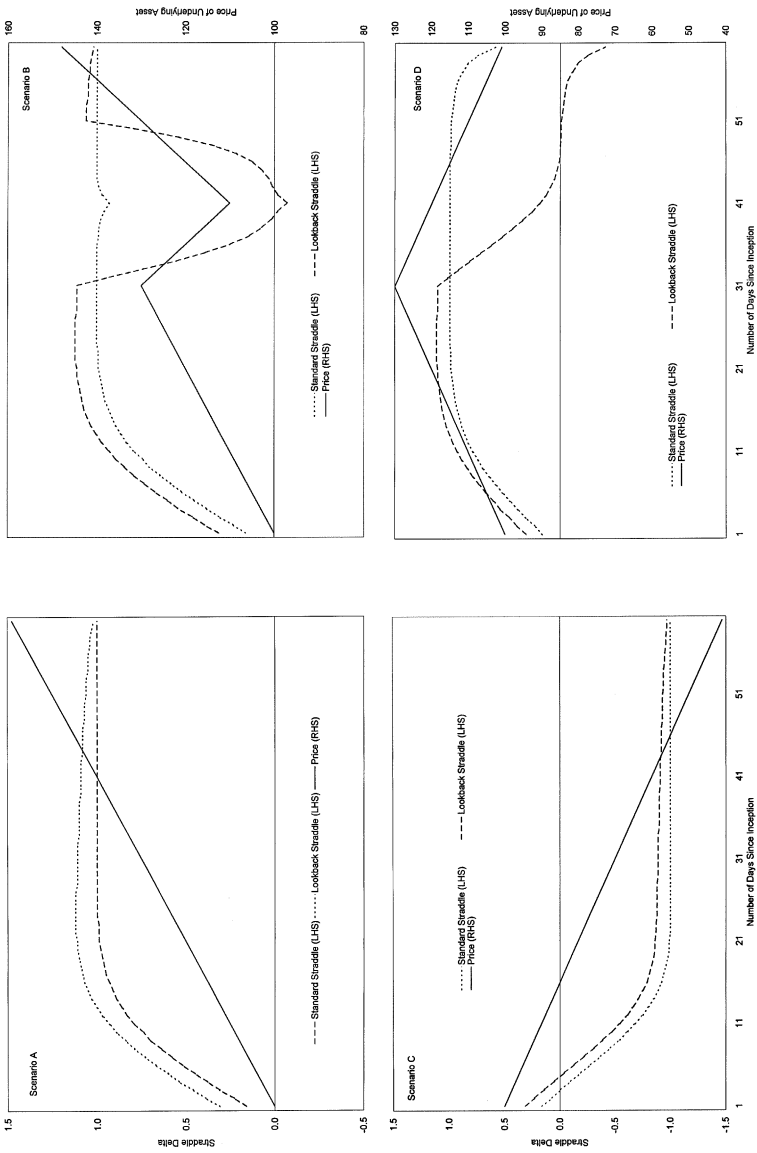 Scenario A
1.5
1.0
0.5
0.0
-0.5
Straddle Delta
Standard Straddle (LHS)
Lookback Straddle (LHS)
Price (RHS)
Scenario B
160
140
120
100
80
Price of Underlying Asset
Standard Straddle (LHS)
Lookback Straddle (LHS)
Price (RHS)
Scenario C
1.5
1.0
0.5
0.0
-0.5
-1.0
-1.5
Straddle Delta
Standard Straddle (LHS)
Lookback Straddle (LHS)
Price (RHS)
1 11 21 31 41 51
Number of Days Since Inception
Scenario D
130
120
110
100
90
80
70
60
50
40
Price of Underlying Asset
Standard Straddle (LHS)
Lookback Straddle (LHS)
Price (RHS)
1 11 21 31 41 51
Number of Days Since Inception